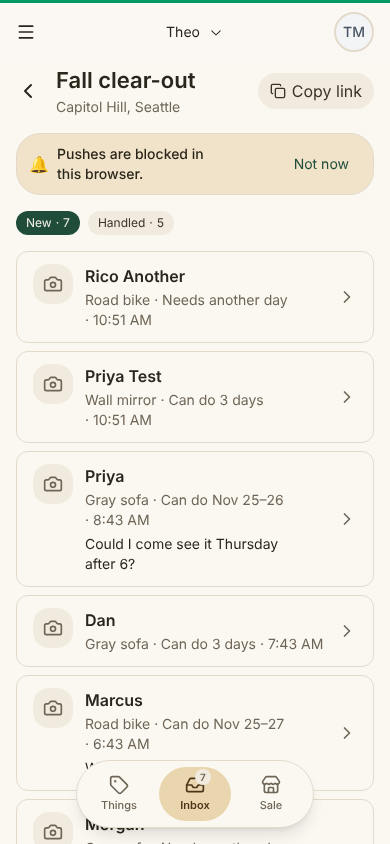 Theo
TM
Fall clear-out
Capitol Hill, Seattle
Copy link
Pushes are blocked in
this browser.
Not now
New · 7
Handled · 5
Rico Another
Road bike · Needs another day
· 10:51 AM
Priya Test
Wall mirror · Can do 3 days
· 10:51 AM
Priya
Gray sofa · Can do Nov 25–26
· 8:43 AM
Could I come see it Thursday
after 6?
Dan
Gray sofa · Can do 3 days · 7:43 AM
Marcus
Road bike · Can do Nov 25–27
· 6:43 AM
Morgan
7
Things
Inbox
Sale